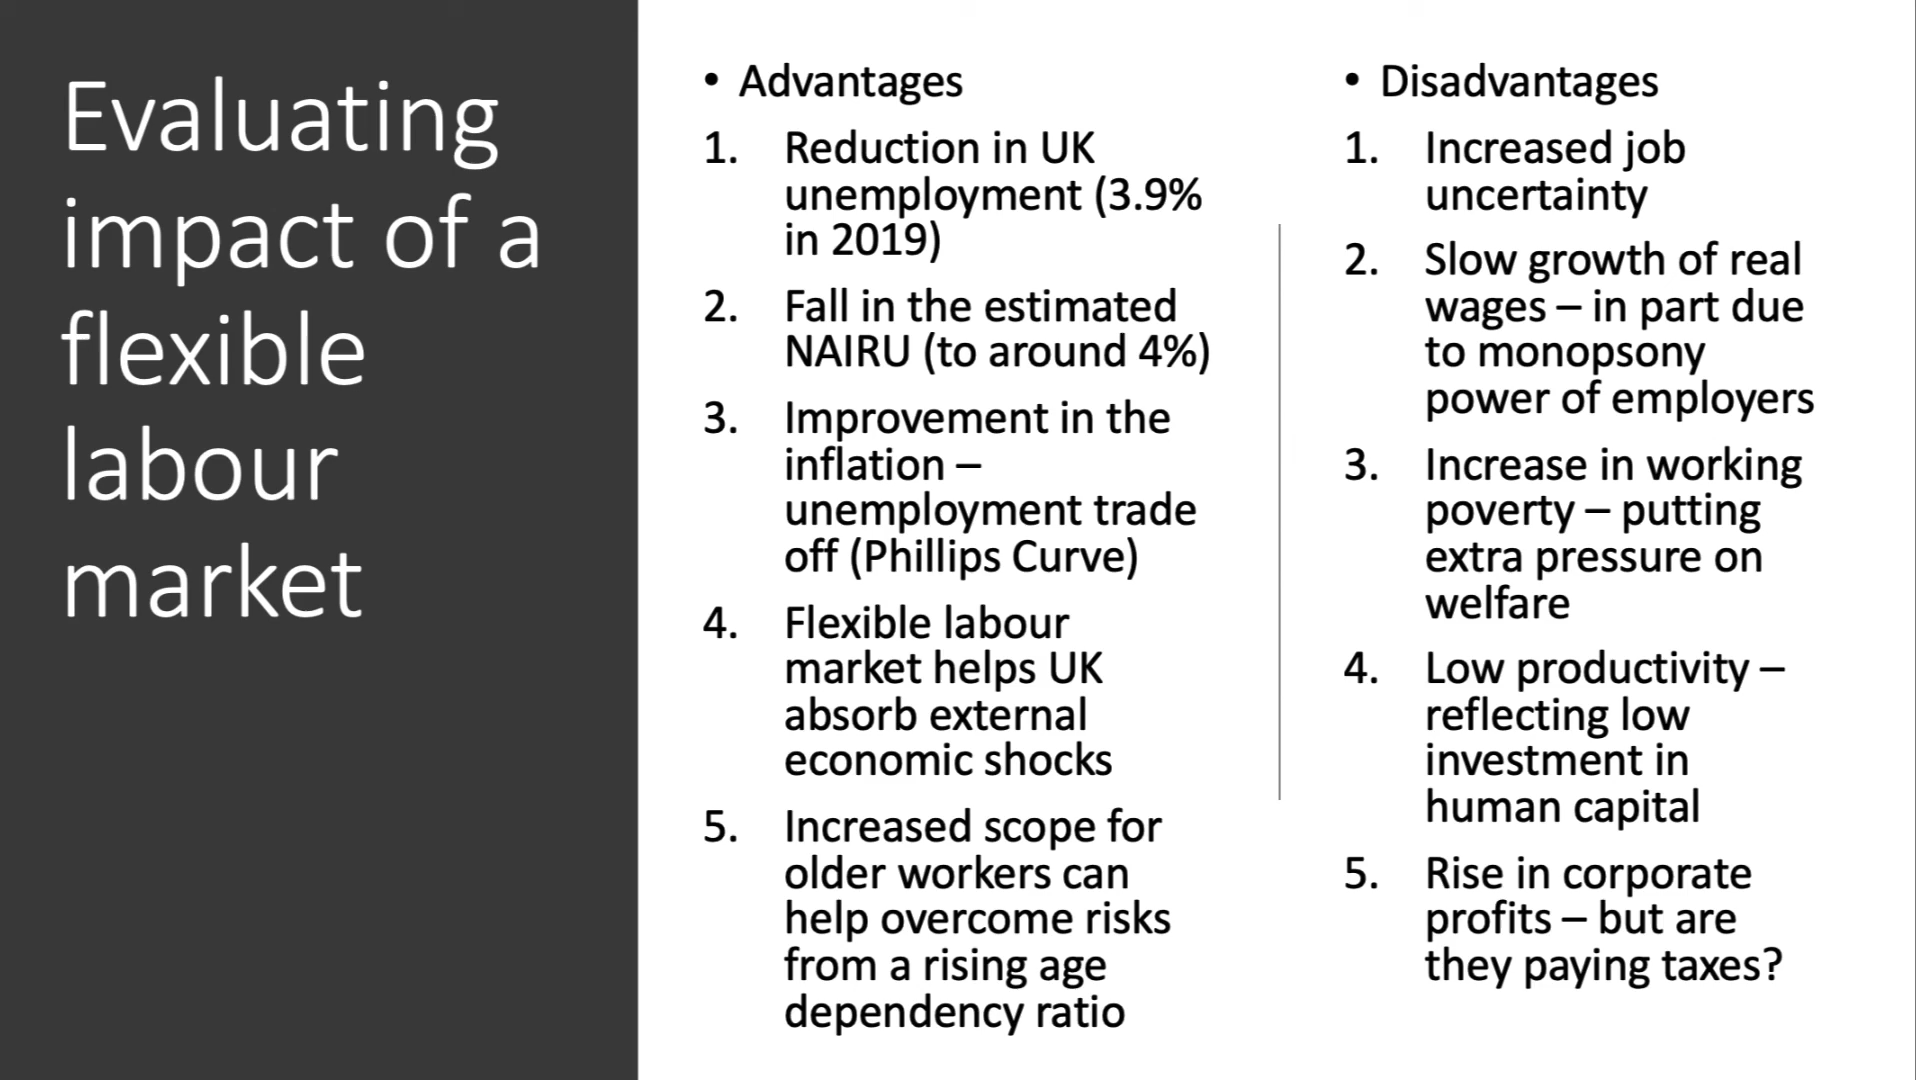 Evaluating
impact of a
flexible
labour
market
• Advantages
1. Reduction in UK
unemployment (3.9%
in 2019)
2. Fall in the estimated
NAIRU (to around 4%)
3. Improvement in the
inflation –
unemployment trade
off (Phillips Curve)
4. Flexible labour
market helps UK
absorb external
economic shocks
5. Increased scope for
older workers can
help overcome risks
from a rising age
dependency ratio
• Disadvantages
1. Increased job
uncertainty
2. Slow growth of real
wages – in part due
to monopsony
power of employers
3. Increase in working
poverty – putting
extra pressure on
welfare
4. Low productivity –
reflecting low
investment in
human capital
5. Rise in corporate
profits – but are
they paying taxes?